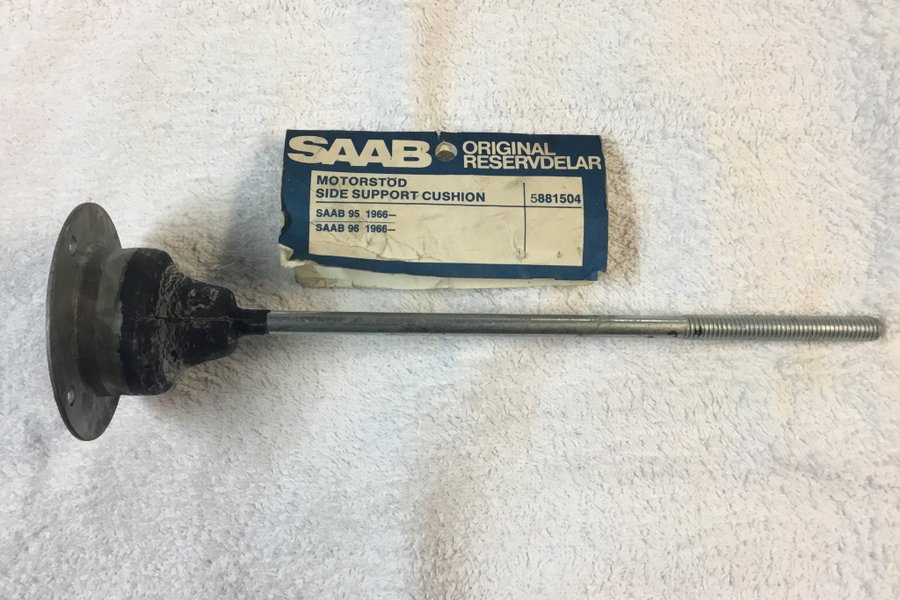 SAAB
ORIGINAL
RESERVDELAR
MOTORSTÖD
SIDE SUPPORT CUSHION 5881504
SAAB 95 1966—
SAAB 96 1966—